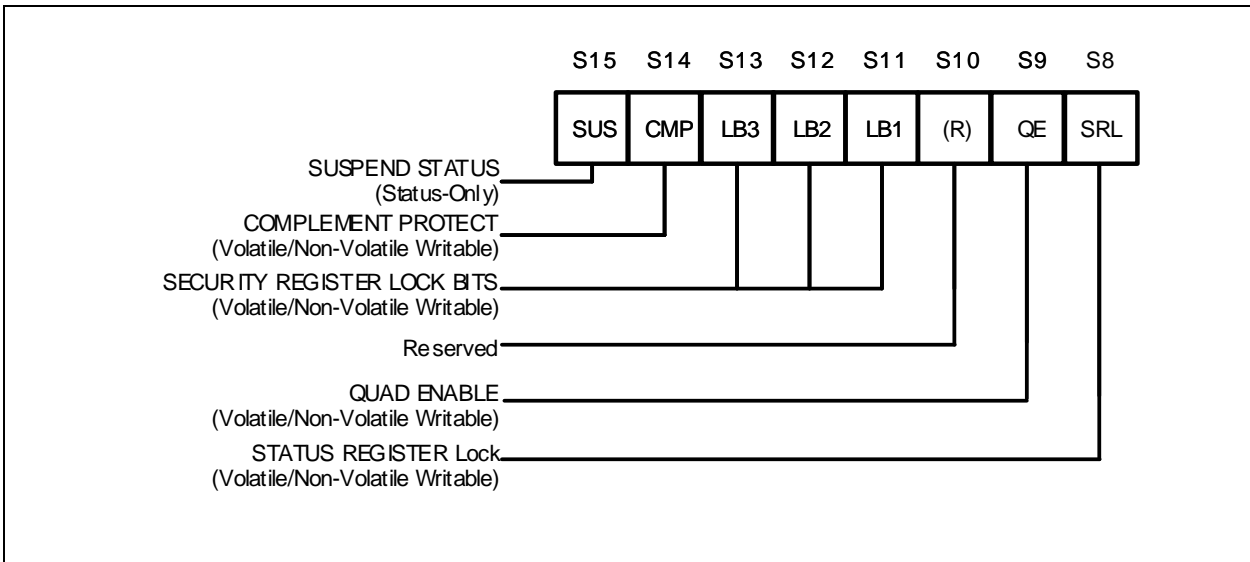 S15 S14 S13 S12 S11 S10 S9 S8
SUS CMP LB3 LB2 LB1 (R) QE SRL
SUSPEND STATUS
(Status-Only)
COMPLEMENT PROTECT
(Volatile/Non-Volatile Writable)
SECURITY REGISTER LOCK BITS
(Volatile/Non-Volatile Writable)
Reserved
QUAD ENABLE
(Volatile/Non-Volatile Writable)
STATUS REGISTER Lock
(Volatile/Non-Volatile Writable)